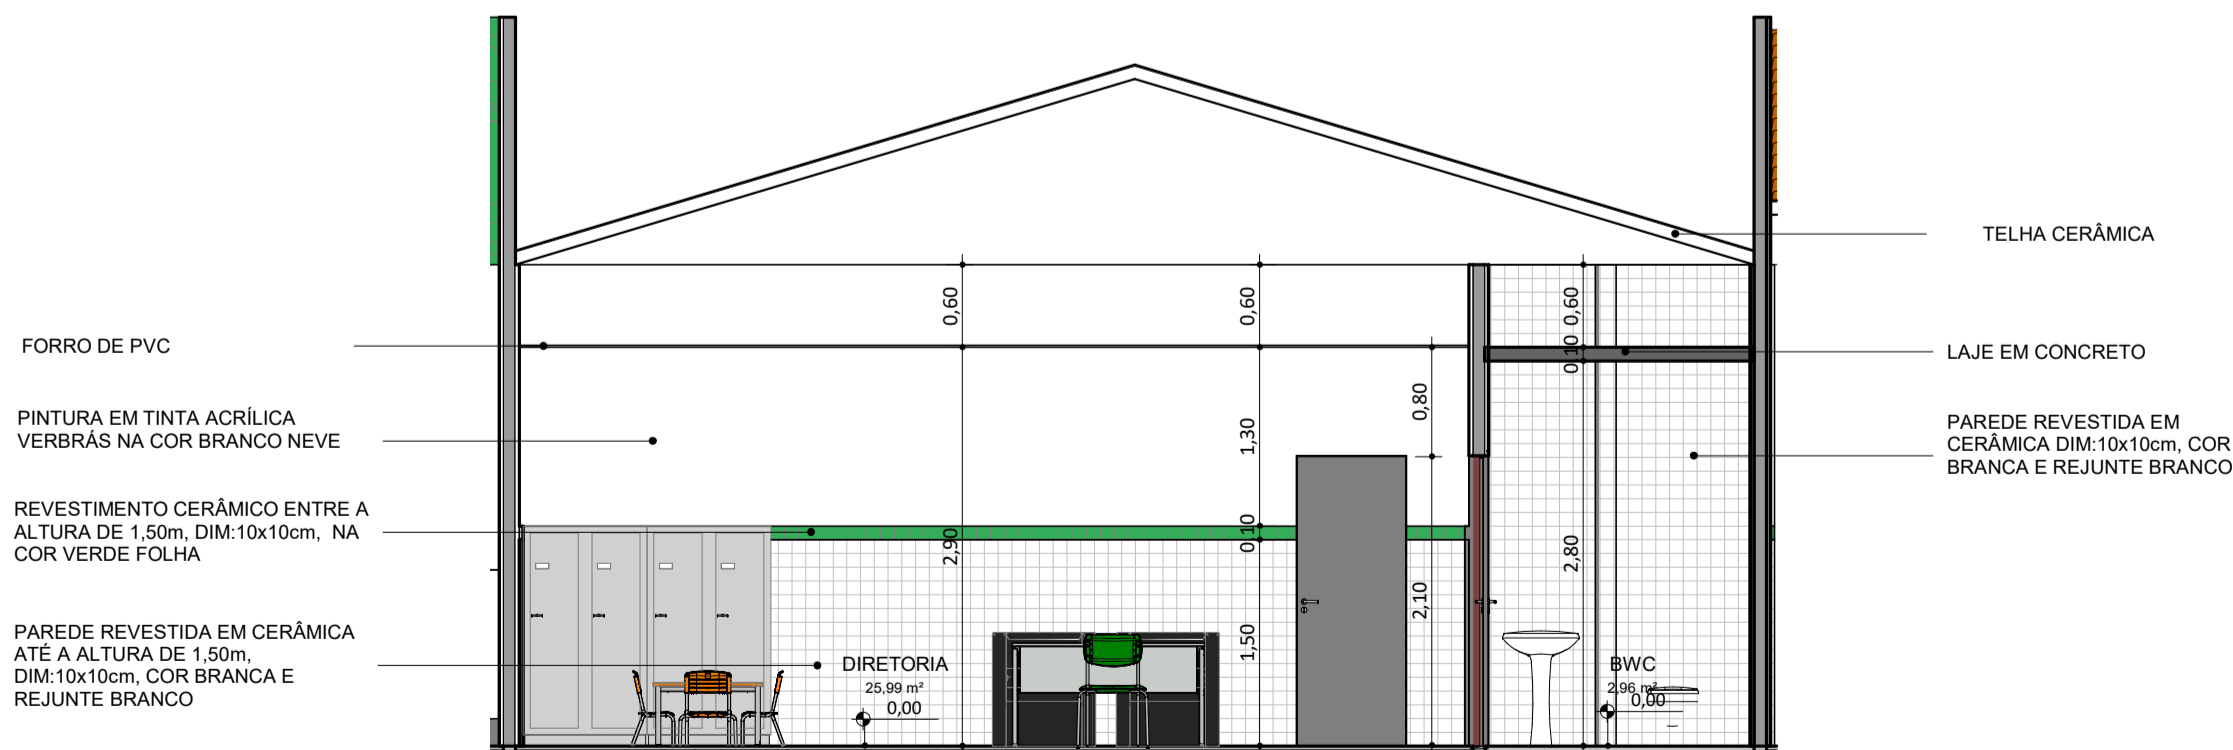 TELHA CERÂMICA
0,60
0,60
0,60
FORRO DE PVC
LAJE EM CONCRETO
0,10
0,80
PINTURA EM TINTA ACRÍLICA
VERBRÁS NA COR BRANCO NEVE
1,30
PAREDE REVESTIDA EM
CERÂMICA DIM:10x10cm, COR
BRANCA E REJUNTE BRANCO
REVESTIMENTO CERÂMICO ENTRE A
ALTURA DE 1,50m, DIM:10x10cm, NA
COR VERDE FOLHA
2,90
0,10
2,80
2,10
1,50
PAREDE REVESTIDA EM CERÂMICA
ATÉ A ALTURA DE 1,50m,
DIM:10x10cm, COR BRANCA E
REJUNTE BRANCO
DIRETORIA
25,99 m²
0,00
BWC
2,96 m²
0,00